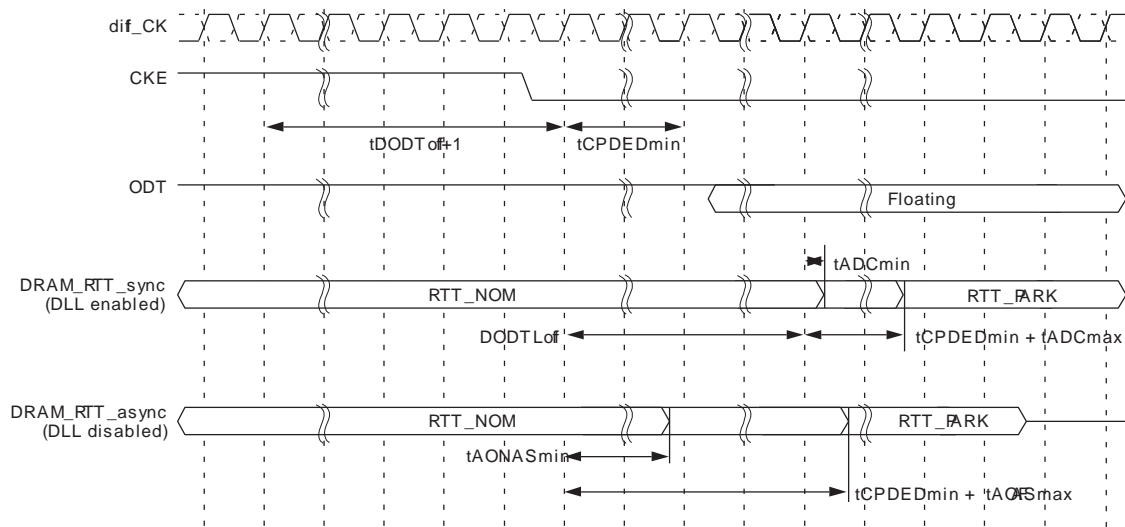 dif_CK
CKE
tDODTof+1
tCPDEDmin
ODT
Floating
tADCmin
DRAM_RTT_sync
(DLL enabled)
RTT_NOM
RTT_PARK
DODTLof
tCPDEDmin + tADCmax
DRAM_RTT_async
(DLL disabled)
RTT_NOM
RTT_PARK
tAONASmin
tCPDEDmin + tAOFASmax